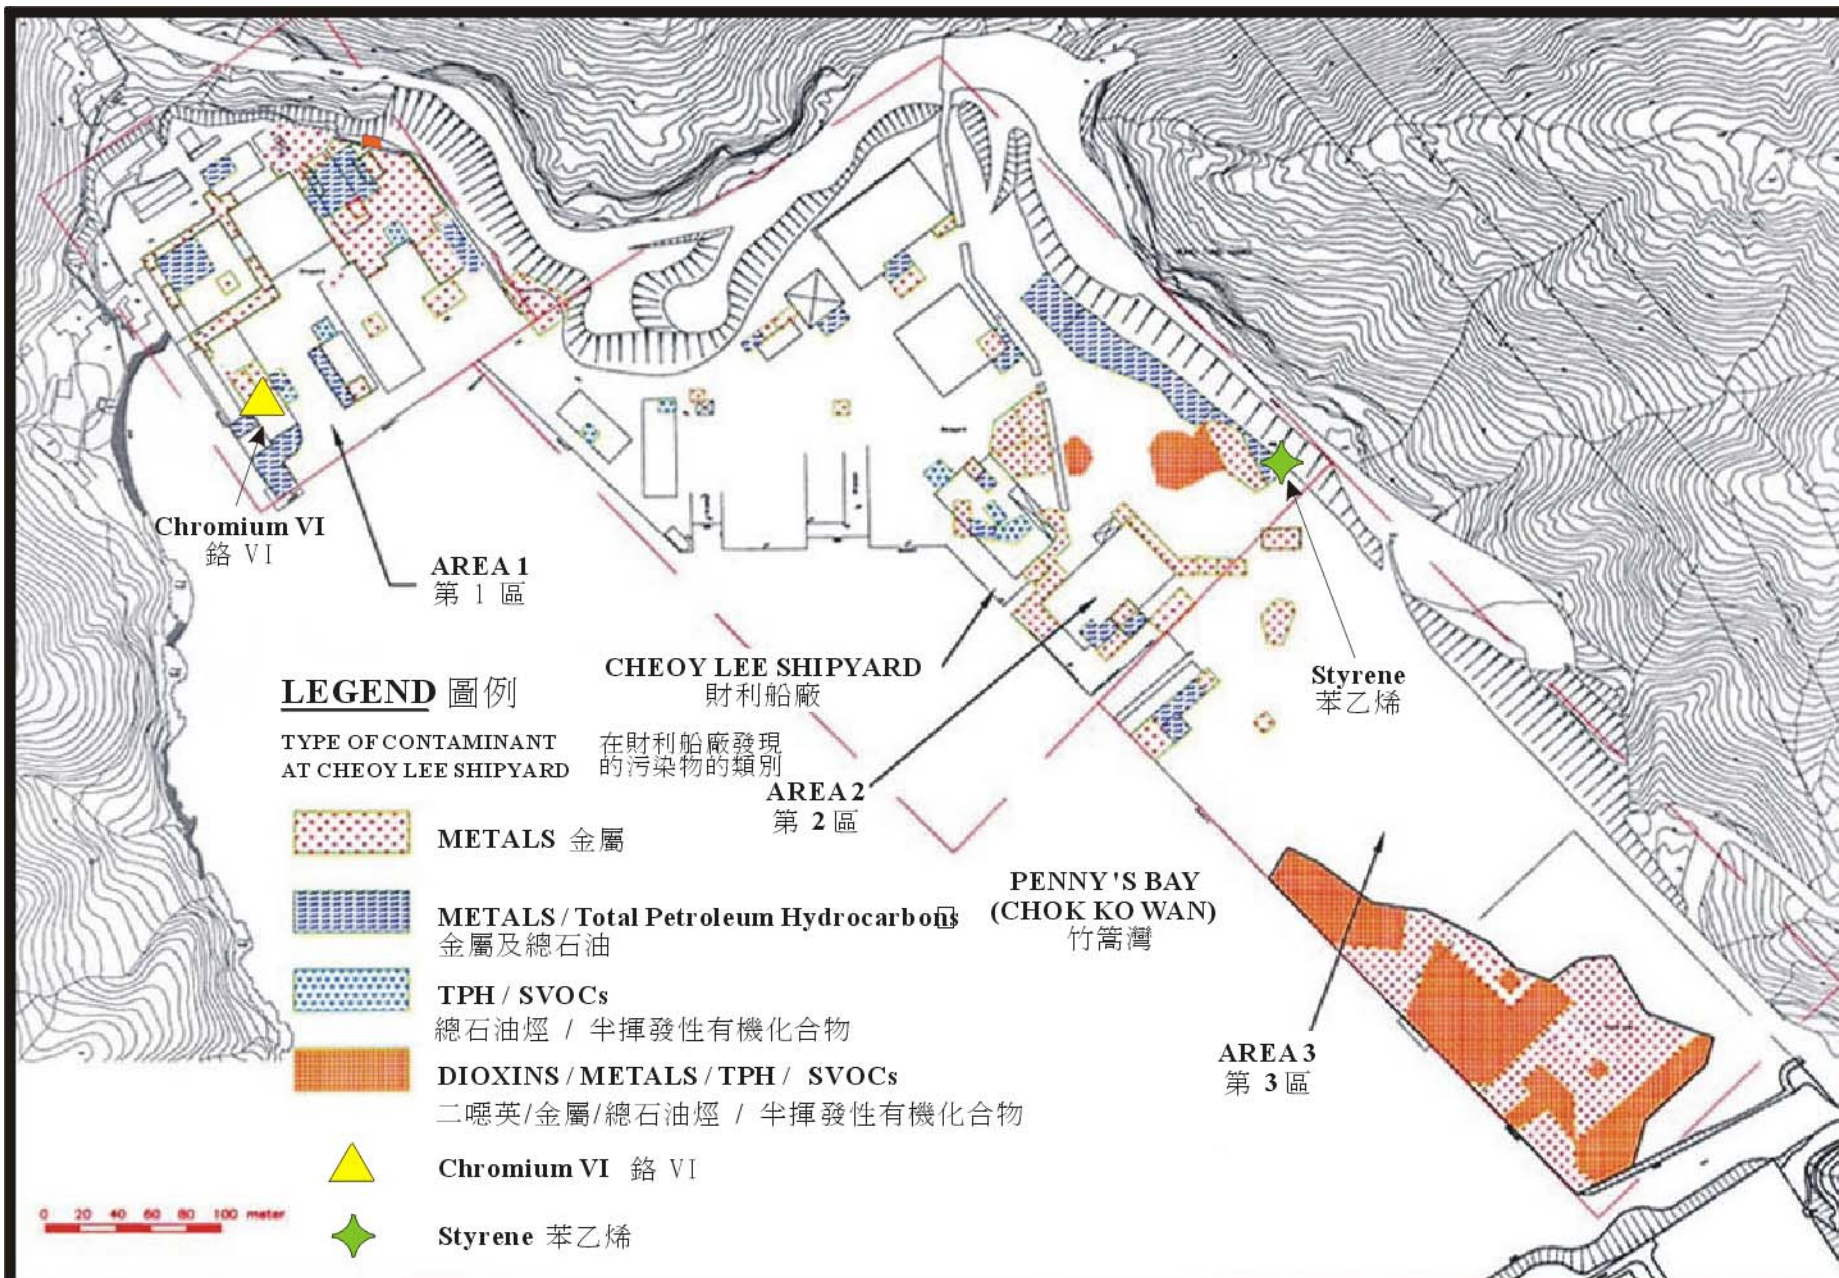 Chromium VI
鉻 VI
AREA 1
第 1 區
CHEOY LEE SHIPYARD
財利船廠
Styrene
苯乙烯
AREA 2
第 2 區
PENNY'S BAY
(CHOK KO WAN)
竹篙灣
AREA 3
第 3 區
LEGEND 圖例
TYPE OF CONTAMINANT
AT CHEOY LEE SHIPYARD
在財利船廠發現
的污染物的類別
METALS 金屬
METALS / Total Petroleum Hydrocarbons
金屬及總石油
TPH / SVOCs
總石油烴 / 半揮發性有機化合物
DIOXINS / METALS / TPH / SVOCs
二噁英/金屬/總石油烴 / 半揮發性有機化合物
Chromium VI 鉻 VI
Styrene 苯乙烯
0 20 40 60 80 100 meter